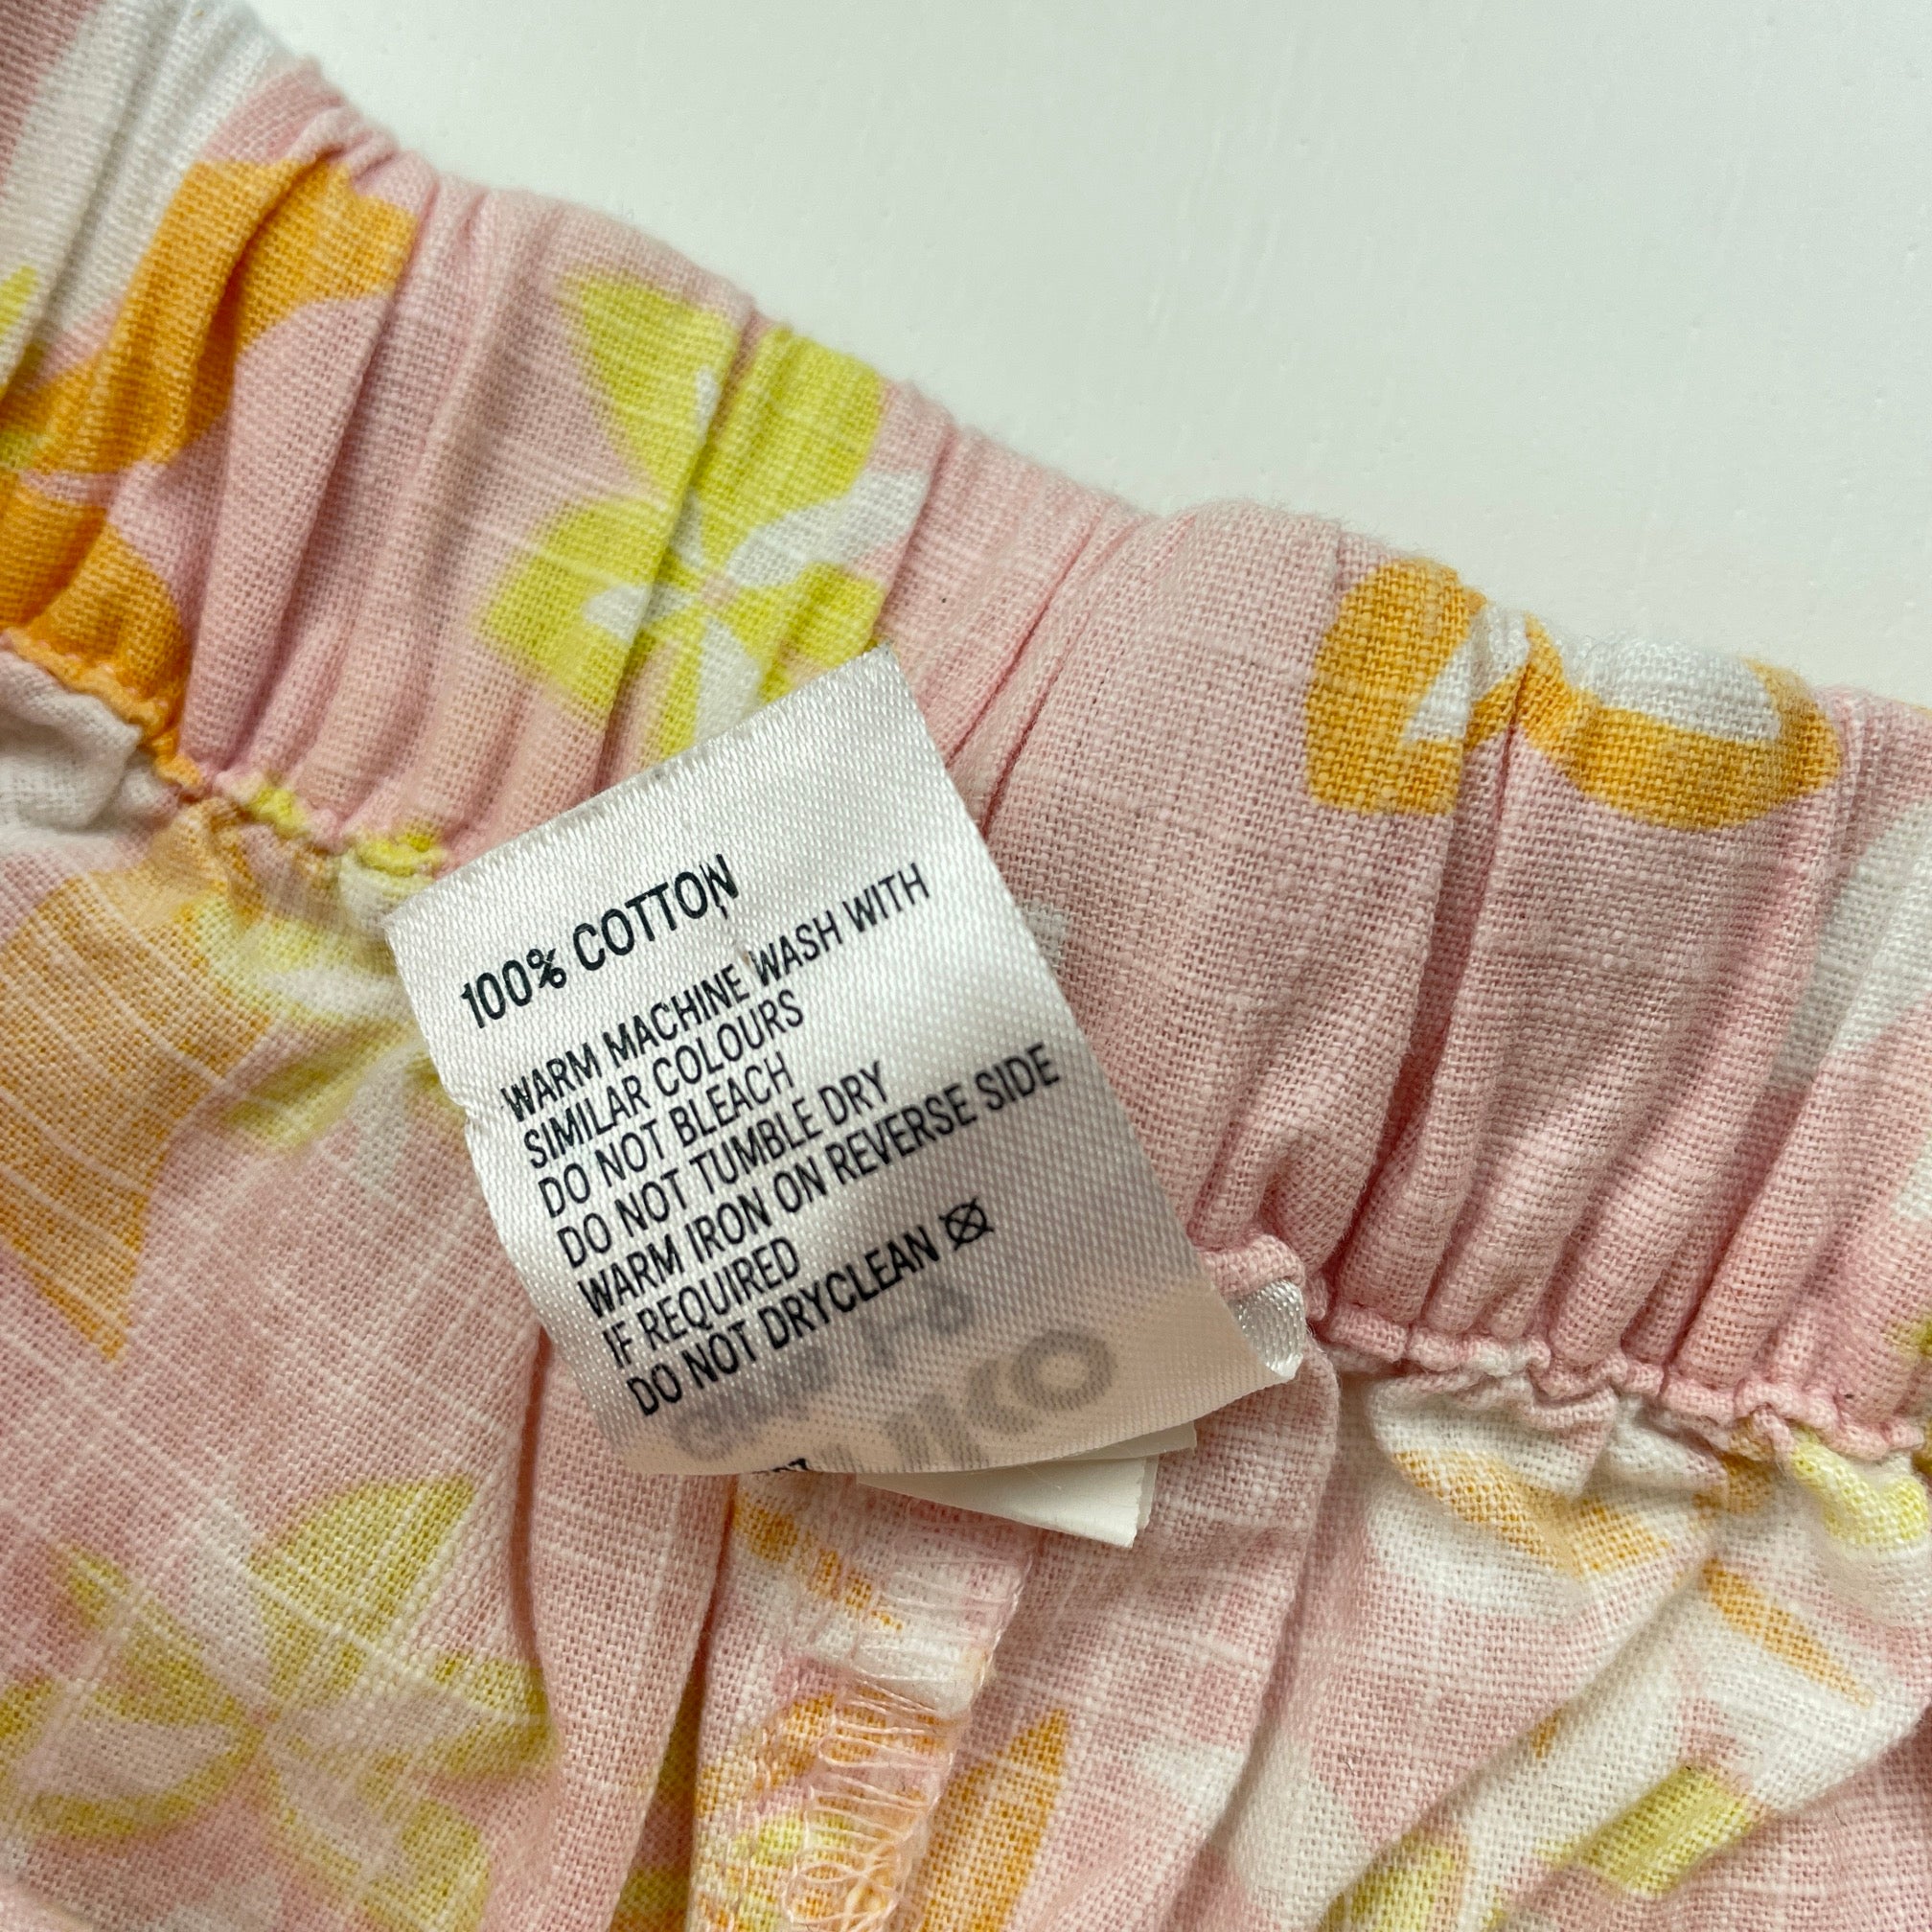 100% COTTON
WARM MACHINE WASH WITH
SIMILAR COLOURS
DO NOT BLEACH
DO NOT TUMBLE DRY
WARM IRON ON REVERSE SIDE
IF REQUIRED
DO NOT DRYCLEAN